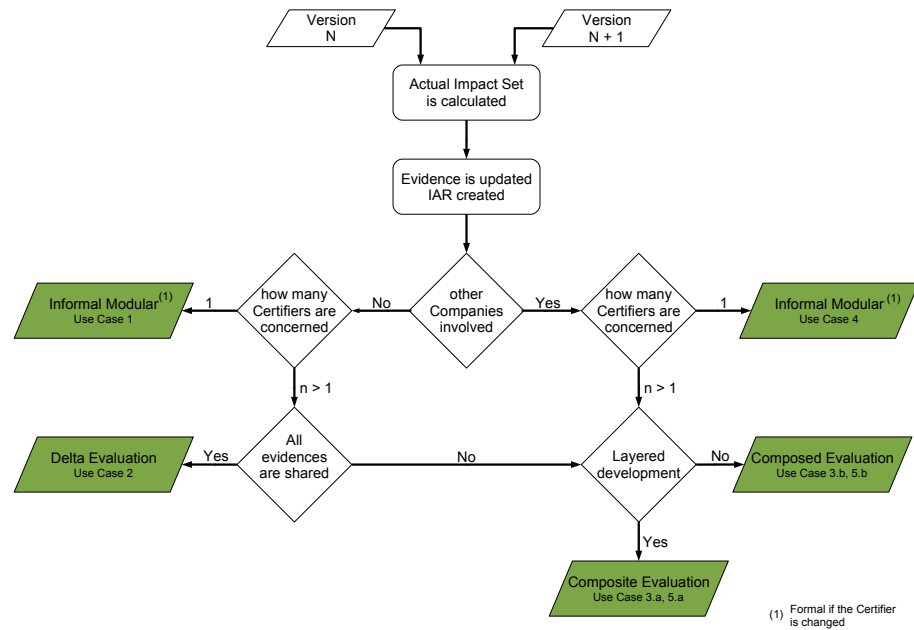 Version
N
Version
N + 1
Actual Impact Set
is calculated
Evidence is updated
IAR created
other
Companies
involved
No
Yes
how many
Certifiers are
concerned
1
Informal Modular(1)
Use Case 1
how many
Certifiers are
concerned
1
Informal Modular(1)
Use Case 4
n > 1
n > 1
All
evidences
are shared
Yes
Delta Evaluation
Use Case 2
No
Layered
development
No
Composed Evaluation
Use Case 3.b, 5.b
Yes
Composite Evaluation
Use Case 3.a, 5.a
(1) Formal if the Certifier
is changed